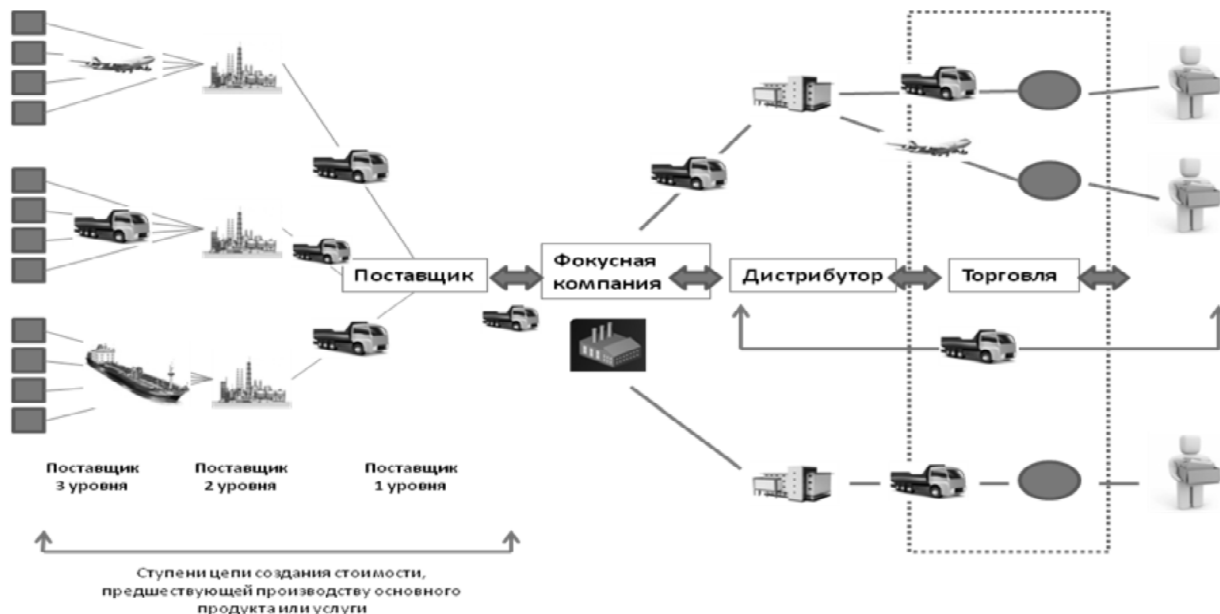 Поставщик
Фокусная
компания
Дистрибутор
Торговля
Поставщик
3 уровня
Поставщик
2 уровня
Поставщик
1 уровня
Ступени цепи создания стоимости,
предшествующей производству основного
продукта или услуги